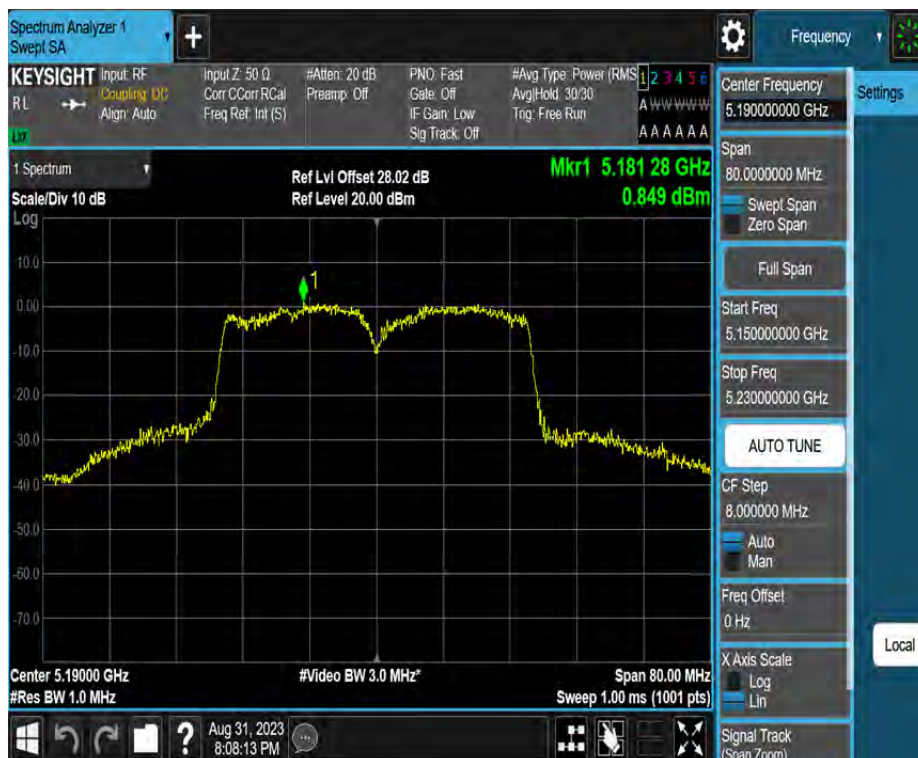 Spectrum Analyzer 1
Swept SA
Frequency
KEYSIGHT
RL
LXI
Input: RF
Coupling: DC
Align: Auto
Input Z: 50 Ω
Corr CCorr RCal
Freq Ref: Int (S)
#Atten: 20 dB
Preamp: Off
PNO: Fast
Gate: Off
IF Gain: Low
Sig Track: Off
#Avg Type: Power (RMS
Avg|Hold: 30/30
Trig: Free Run
1 2 3 4 5 6
A W W W W W
A A A A A A
Center Frequency
5.190000000 GHz
Settings
1 Spectrum
Scale/Div 10 dB
Ref Lvl Offset 28.02 dB
Ref Level 20.00 dBm
Mkr1 5.181 28 GHz
0.849 dBm
Span
80.0000000 MHz
Swept Span
Zero Span
Full Span
Log
10.0
0.00
-10.0
-20.0
-30.0
-40.0
-50.0
-60.0
-70.0
1
Start Freq
5.150000000 GHz
Stop Freq
5.230000000 GHz
AUTO TUNE
CF Step
8.000000 MHz
Auto
Man
Freq Offset
0 Hz
Local
X Axis Scale
Log
Lin
Center 5.19000 GHz
#Res BW 1.0 MHz
#Video BW 3.0 MHz*
Span 80.00 MHz
Sweep 1.00 ms (1001 pts)
Aug 31, 2023
8:08:13 PM
Signal Track
(Span Zoom)